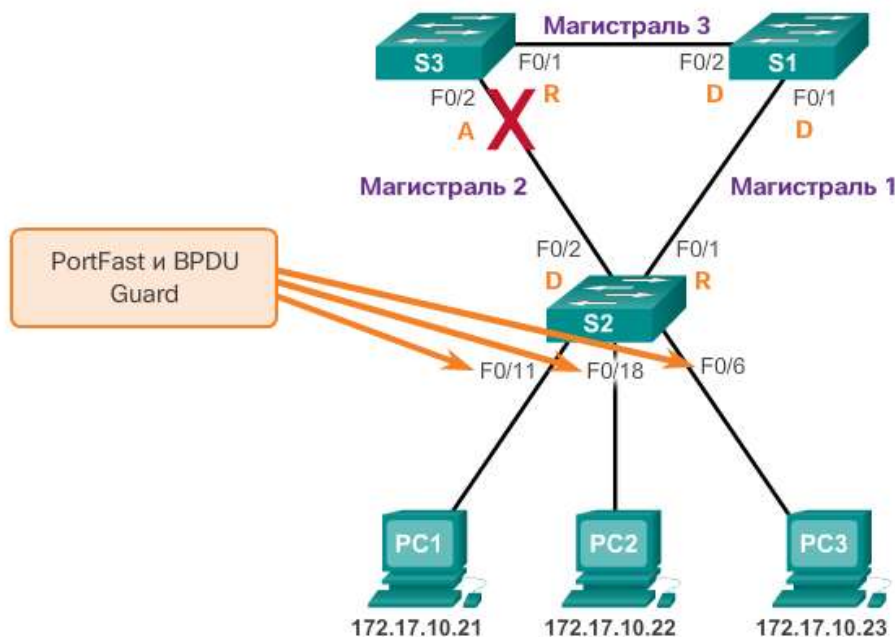 Магистраль 3
S3
F0/1
F0/2
S1
F0/2
R
D
F0/1
A
D
Магистраль 2
Магистраль 1
PortFast и BPDU
Guard
F0/2
F0/1
D
R
S2
F0/11
F0/18
F0/6
PC1
PC2
PC3
172.17.10.21
172.17.10.22
172.17.10.23